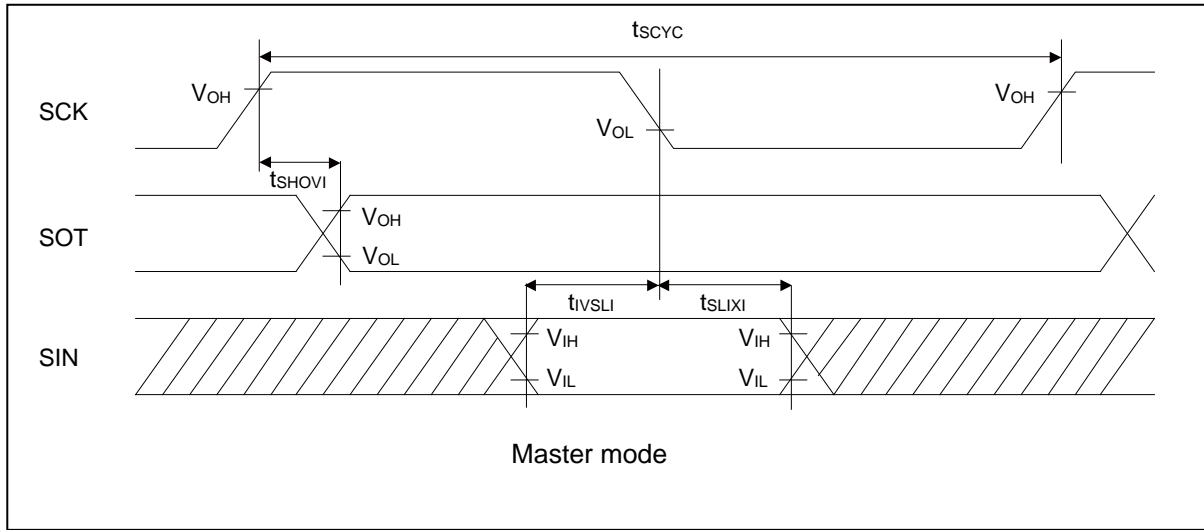 tSCYC
SCK
VOH
VOL
VOH
tSHOVI
SOT
VOH
VOL
tIVSLI
tSLIXI
SIN
VIH
VIL
VIH
VIL
Master mode